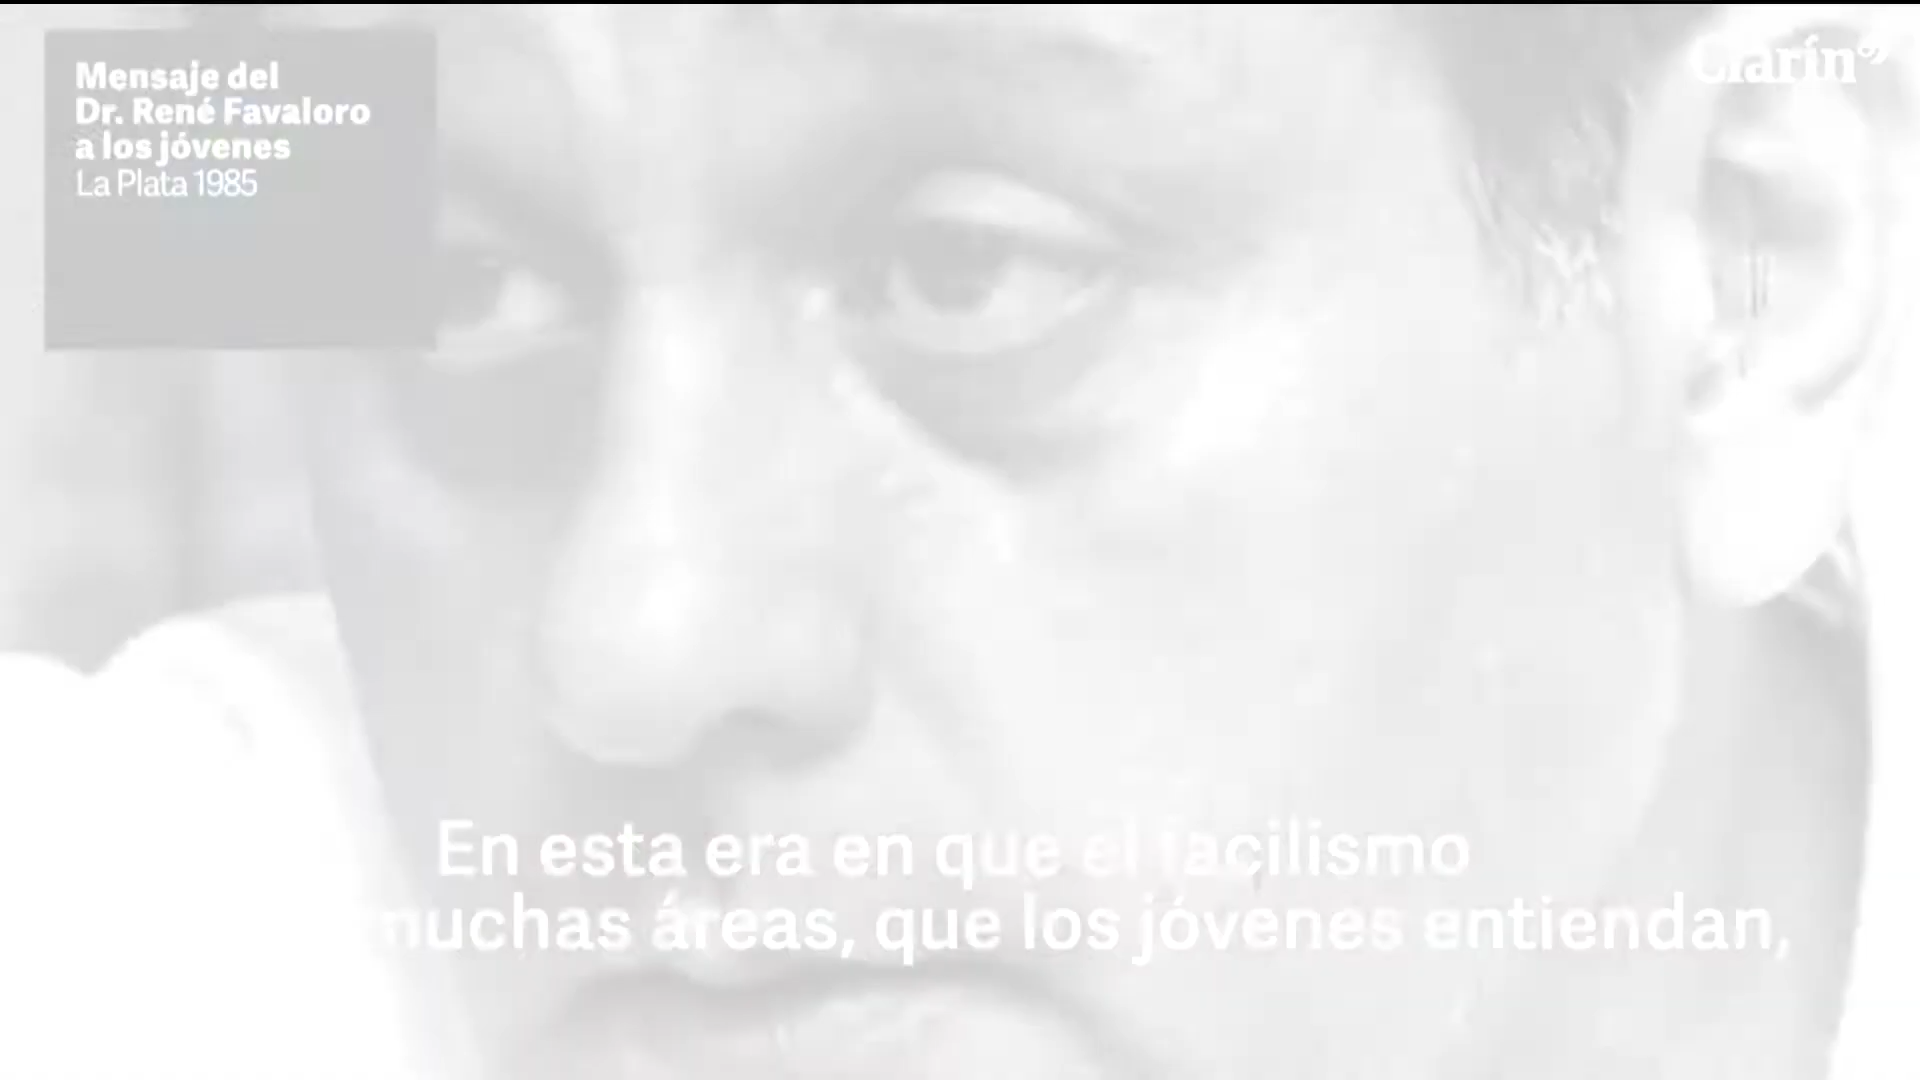 Mensaje del
Dr. René Favaloro
a los jóvenes
La Plata 1985
Clarín
En esta era en que el facilismo
muchas áreas, que los jóvenes entiendan,